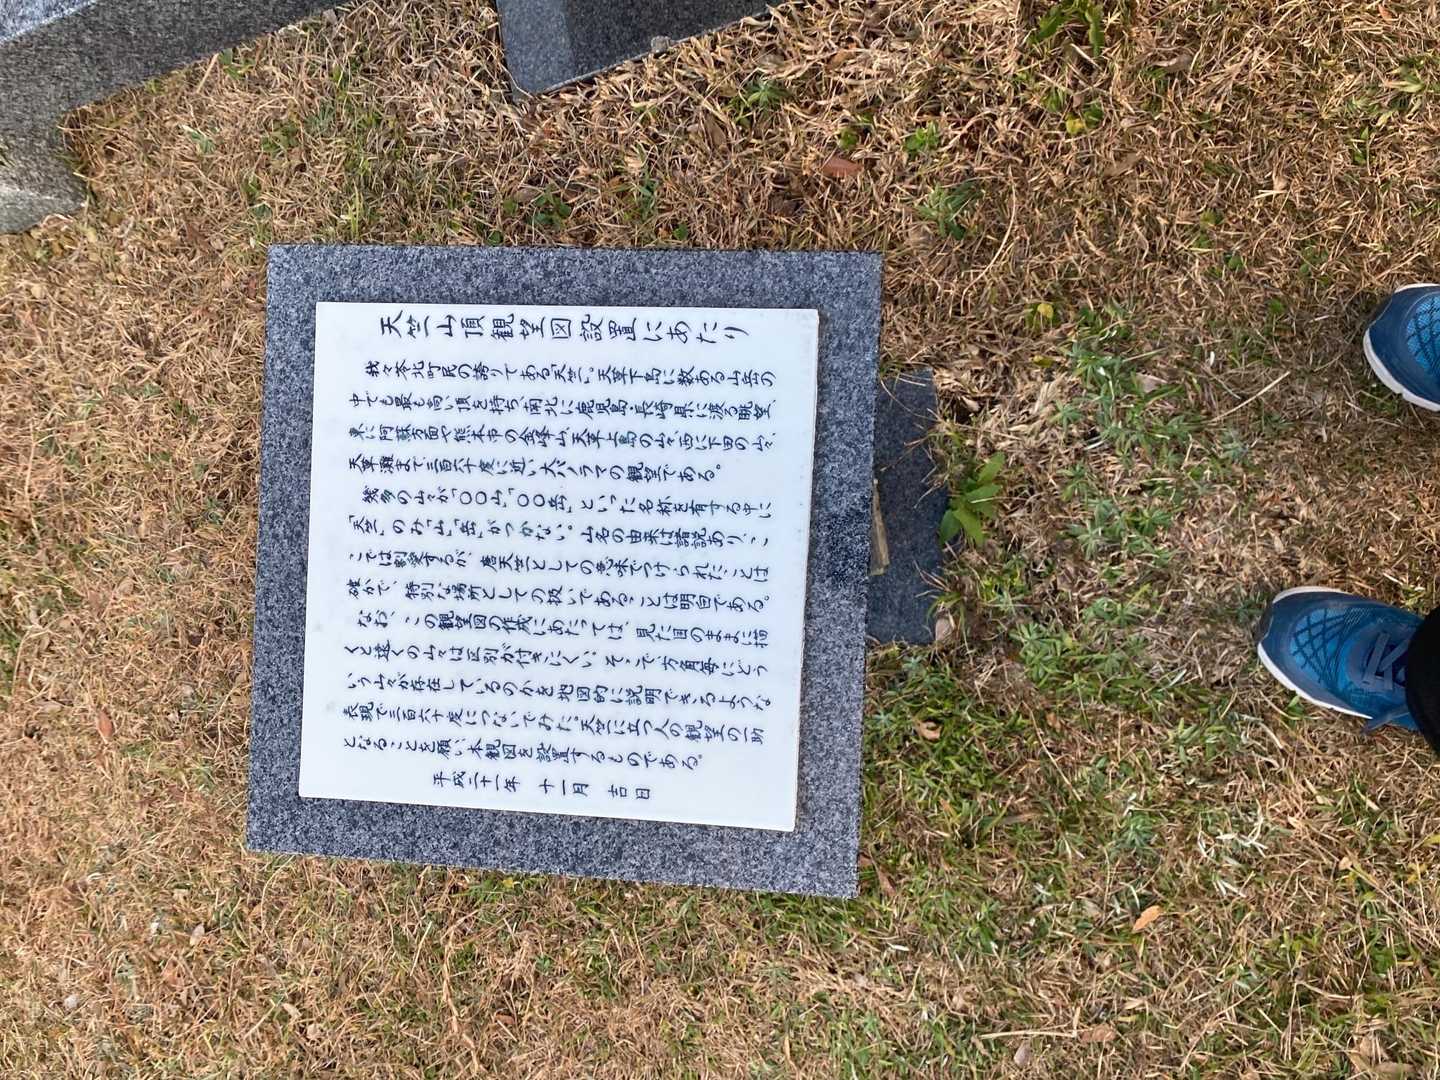 天竺山頂観望図設置にあたり
我々苓北町民の誇りである「天竺」。天草下島に数ある山岳の
中でも最も高い頂を持ち、南北に鹿児島・長崎県に渡る眺望、
東に阿蘇方面や熊本市の金峰山、天草上島の山々、西に下田の山々、
天草灘まで三百六十度に近い大パノラマの観望である。
幾多の山々が「〇〇山」「〇〇岳」といった名称を有する中に
「天竺」のみ「山」「岳」がつかない。山名の由来は諸説あり、こ
こでは割愛するが、唐天竺としての意味でつけられたことは
確かで、特別な場所としての扱いであることは明白である。
なお、この観望図の作成にあたっては、見た目のままに描
くと遠くの山々は区別が付きにくい。そこで、方角毎にどう
いう山々が存在しているのかを地図的に説明できるような
表現で三百六十度につないでみた。天竺に立つ人の観望の一助
となることを願い、本観図を設置するものである。
平成二十一年 十一月 吉日